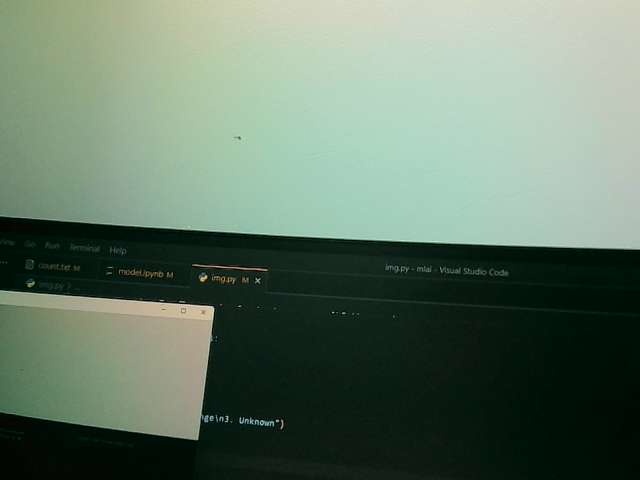 View Go Run Terminal Help
img.py - mlai - Visual Studio Code
count.txt M model.ipynb M img.py M ×
img.py
nge\n3. Unknown")